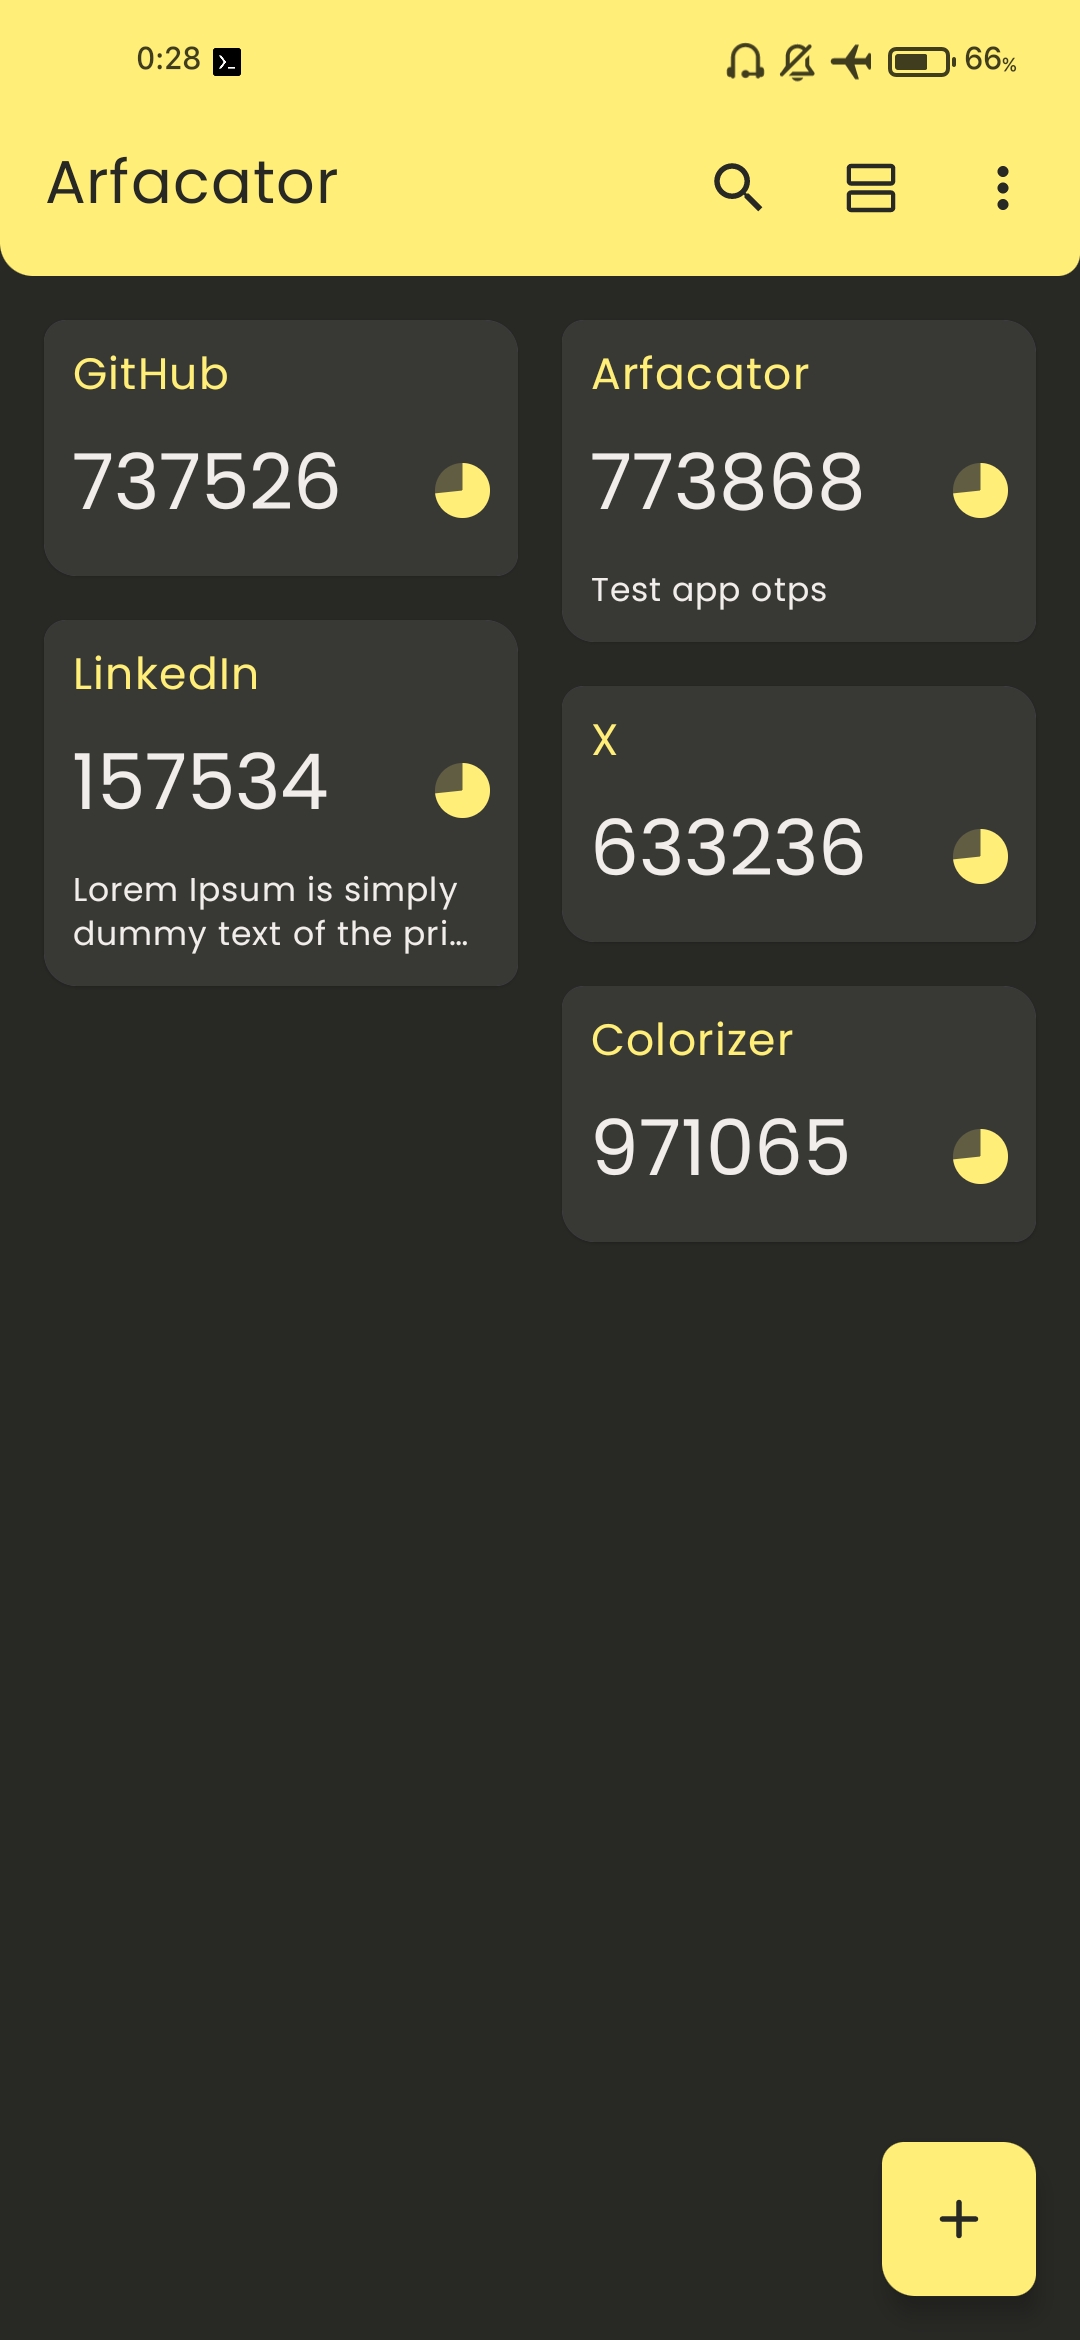 0:28
66%
Arfacator
GitHub
737526
Arfacator
773868
Test app otps
LinkedIn
157534
Lorem Ipsum is simply
dummy text of the pri...
X
633236
Colorizer
971065